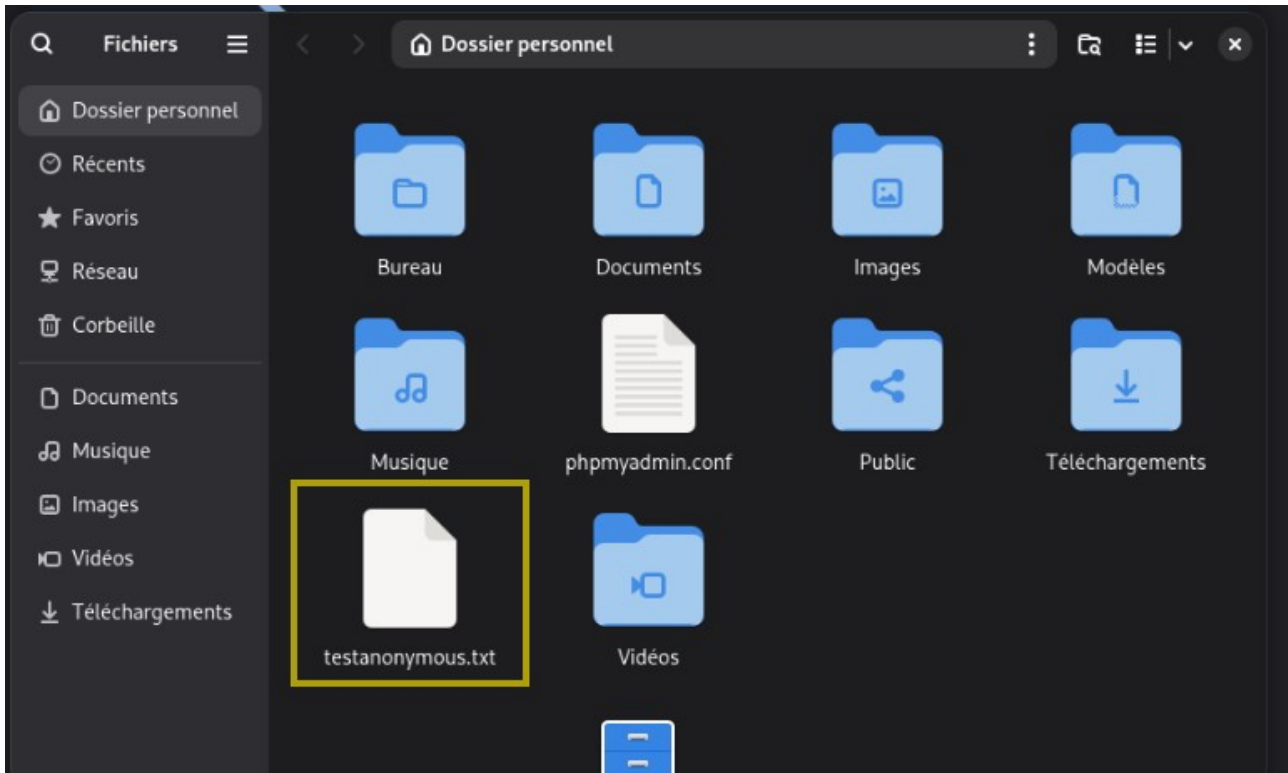 Fichiers
Dossier personnel
Dossier personnel
Récents
Favoris
Réseau
Corbeille
Documents
Musique
Images
Vidéos
Téléchargements
Bureau
Documents
Images
Modèles
Musique
phpmyadmin.conf
Public
Téléchargements
testanonymous.txt
Vidéos